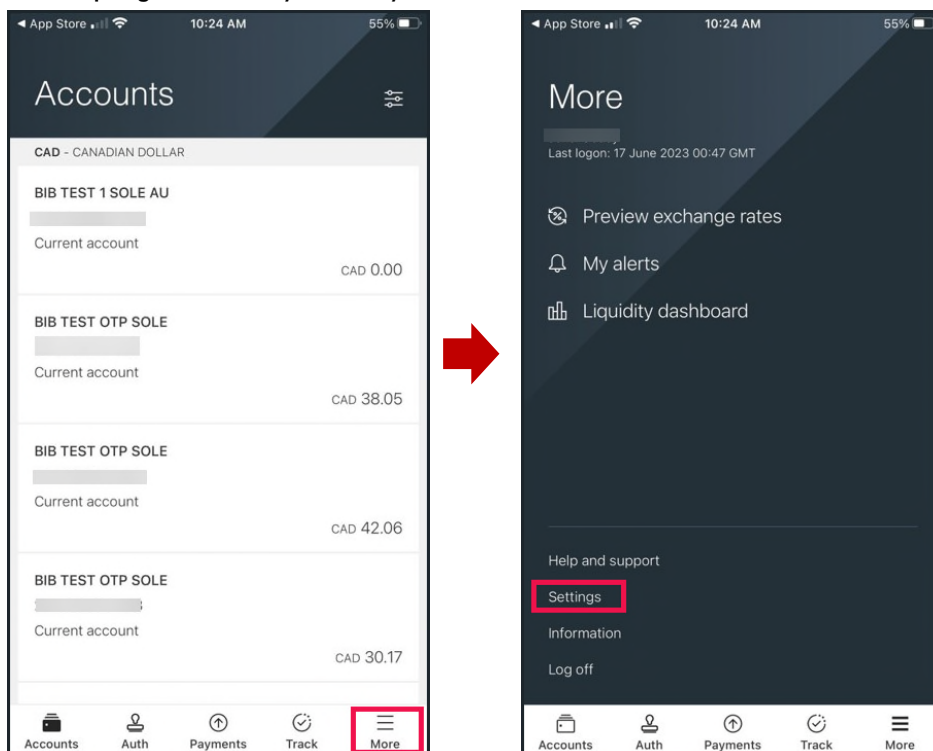 App Store 10:24 AM 55%
Accounts
CAD - CANADIAN DOLLAR
BIB TEST 1 SOLE AU
Current account
CAD 0.00
BIB TEST OTP SOLE
Current account
CAD 38.05
BIB TEST OTP SOLE
Current account
CAD 42.06
BIB TEST OTP SOLE
Current account
CAD 30.17
Accounts Auth Payments Track More
App Store 10:24 AM 55%
More
Last logon: 17 June 2023 00:47 GMT
Preview exchange rates
My alerts
Liquidity dashboard
Help and support
Settings
Information
Log off
Accounts Auth Payments Track More